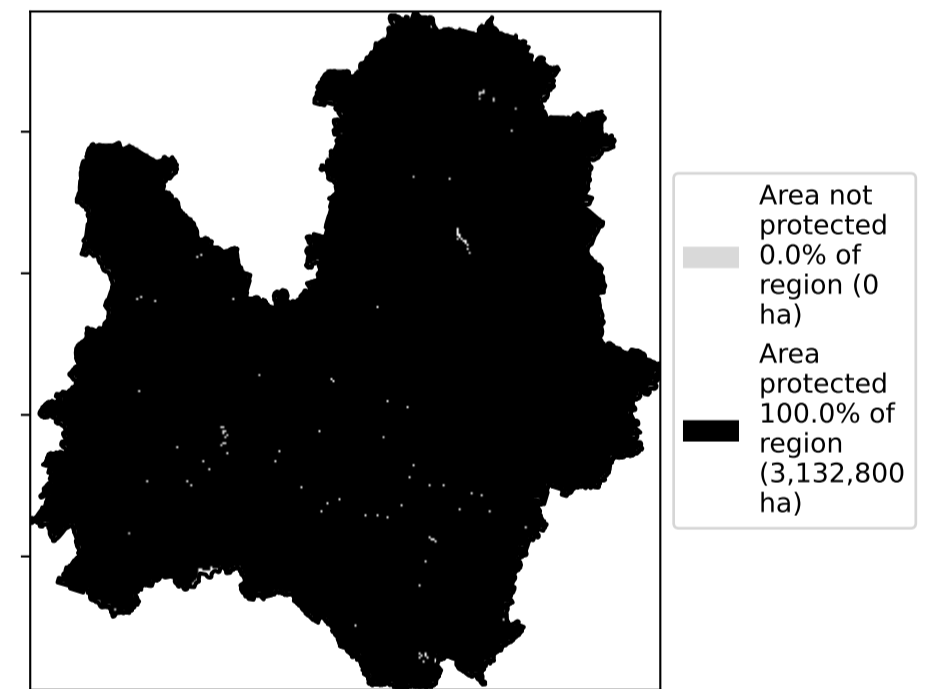 Area not
protected
0.0% of
region (0
ha)
Area
protected
100.0% of
region
(3,132,800
ha)